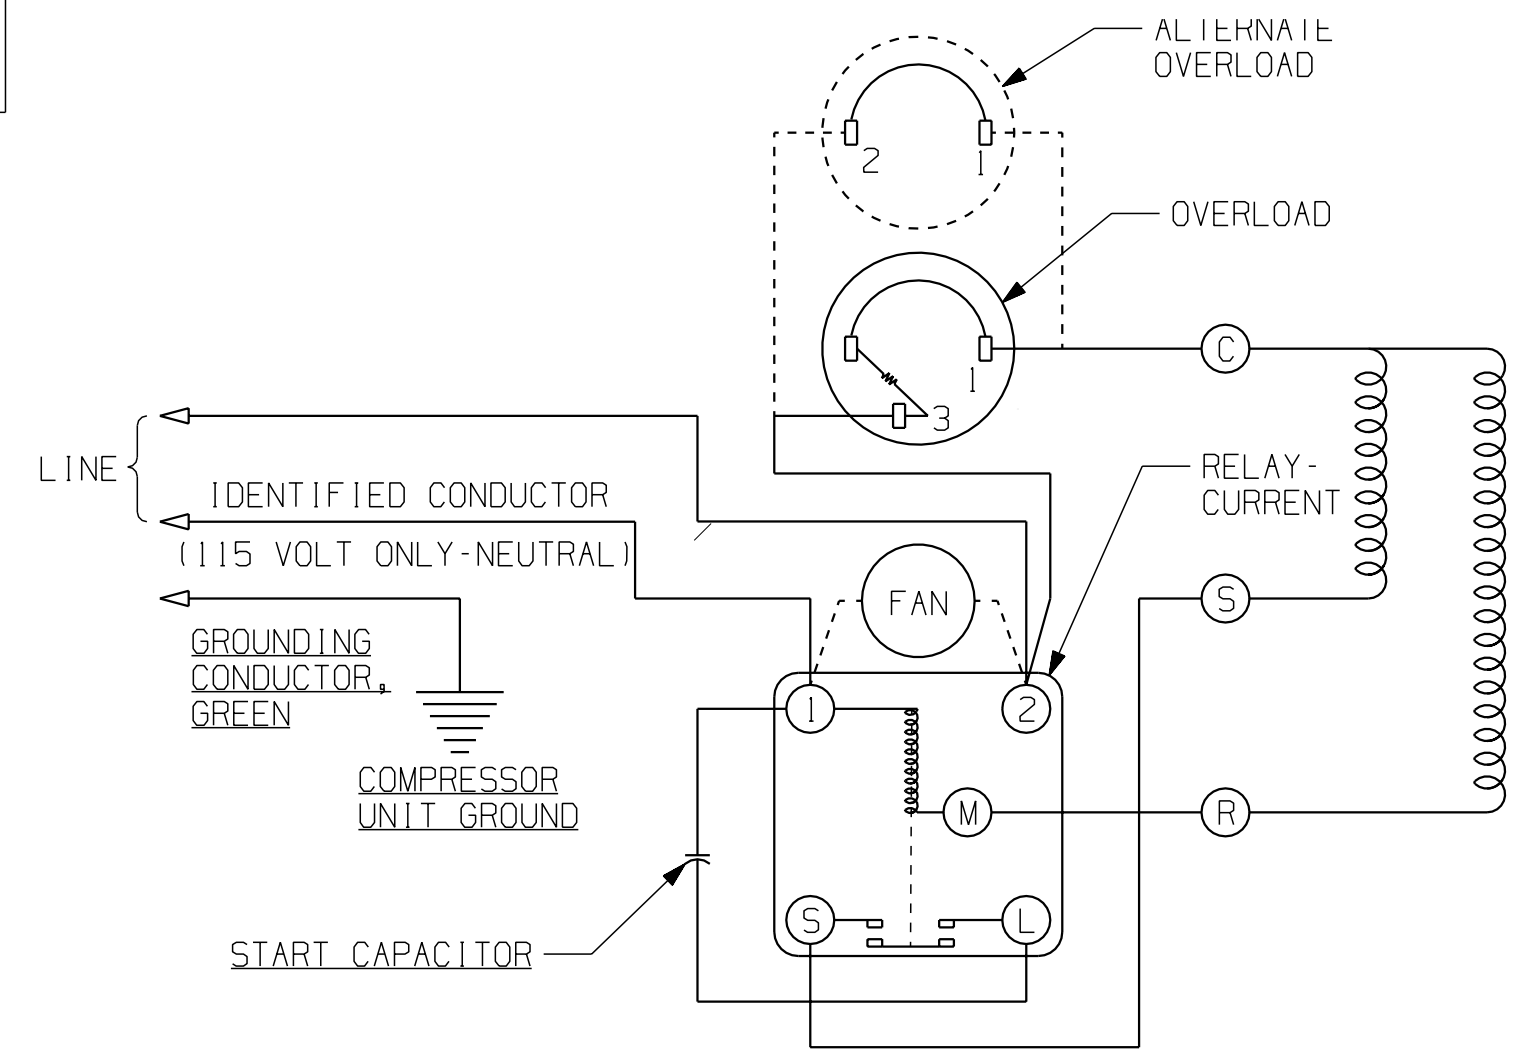 ALTERNATE
OVERLOAD
2
1
OVERLOAD
C
1
3
LINE
RELAY-
CURRENT
IDENTIFIED CONDUCTOR
(115 VOLT ONLY-NEUTRAL)
FAN
S
GROUNDING
CONDUCTOR,
GREEN
1
2
COMPRESSOR
UNIT GROUND
M
R
S
L
START CAPACITOR